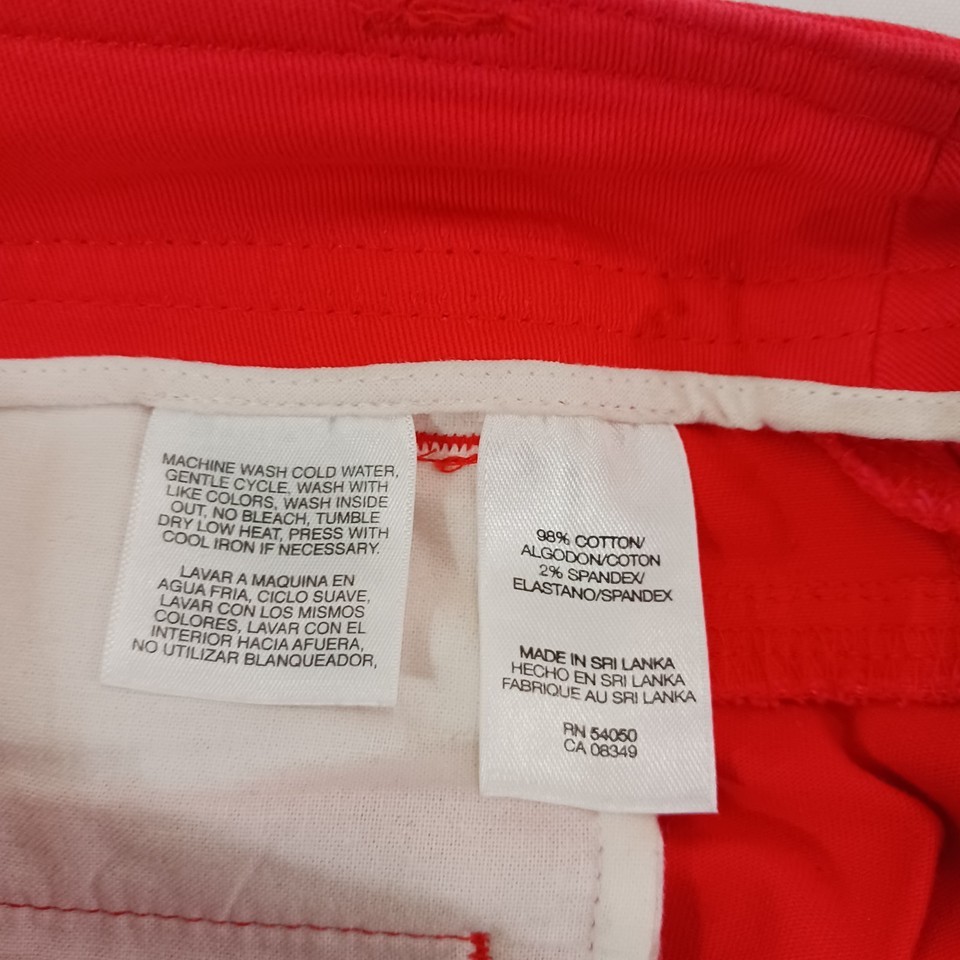 MACHINE WASH COLD WATER,
GENTLE CYCLE, WASH WITH
LIKE COLORS, WASH INSIDE
OUT, NO BLEACH, TUMBLE
DRY LOW HEAT, PRESS WITH
COOL IRON IF NECESSARY.
LAVAR A MAQUINA EN
AGUA FRIA, CICLO SUAVE,
LAVAR CON LOS MISMOS
COLORES, LAVAR CON EL
INTERIOR HACIA AFUERA,
NO UTILIZAR BLANQUEADOR,
98% COTTON/
ALGODON/COTON
2% SPANDEX/
ELASTANO/SPANDEX
MADE IN SRI LANKA
HECHO EN SRI LANKA
FABRIQUE AU SRI LANKA
RN 54050
CA 08349